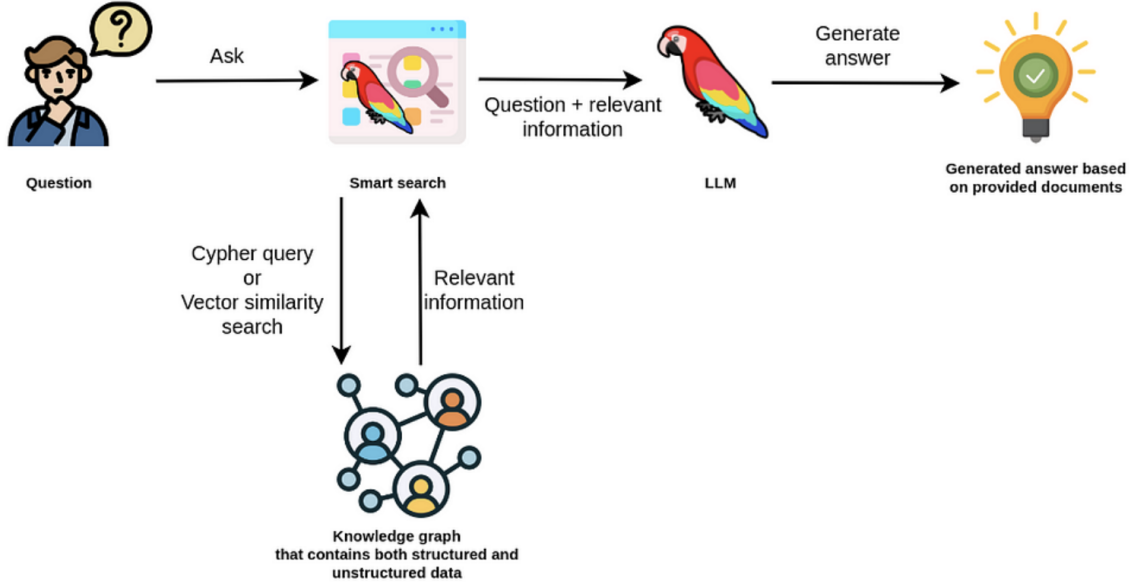 ?
Ask
Generate
answer
Question + relevant
information
Question
Smart search
LLM
Generated answer based
on provided documents
Cypher query
or
Vector similarity
search
Relevant
information
Knowledge graph
that contains both structured and
unstructured data